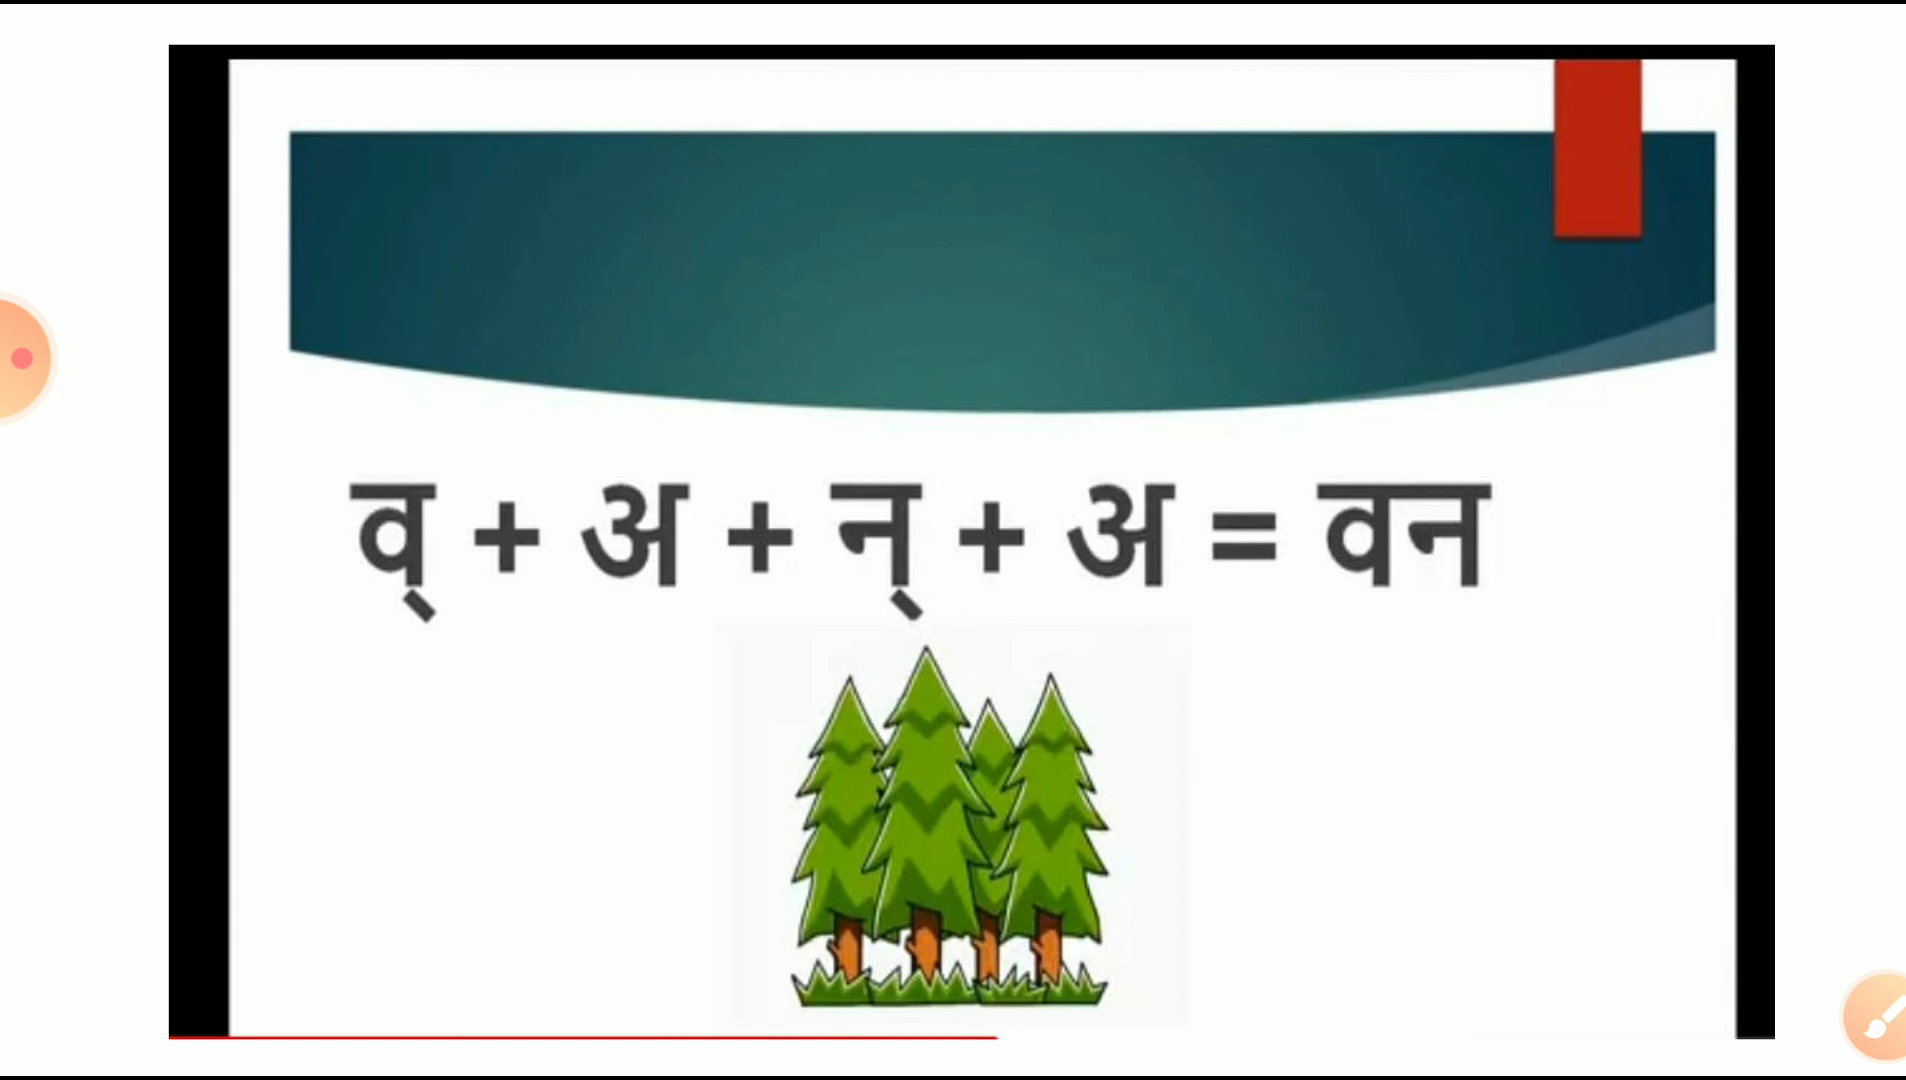 व् + अ + न् + अ = वन